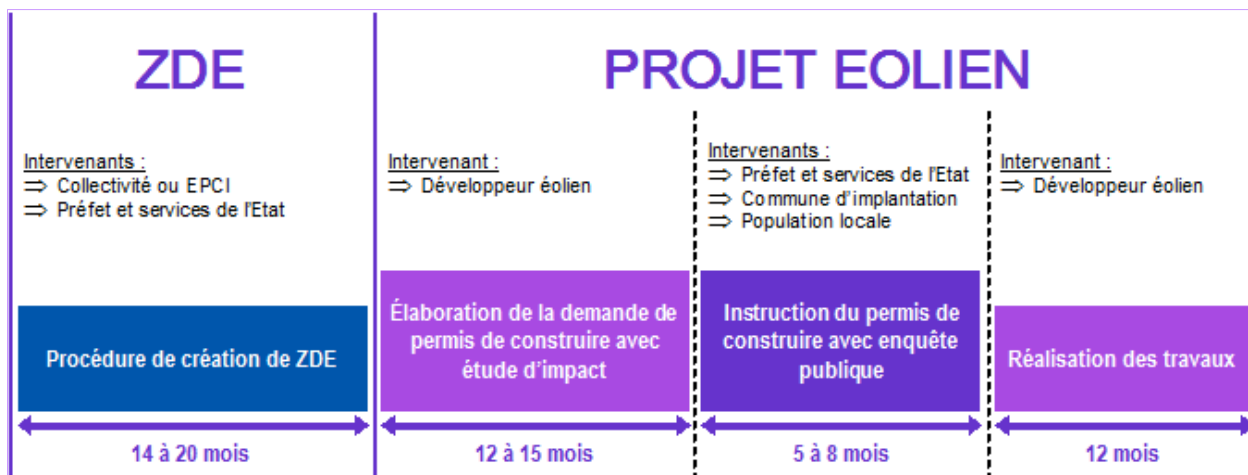 ZDE
PROJET EOLIEN
Intervenants :
⇒ Collectivité ou EPCI
⇒ Préfet et services de l'Etat
Intervenant :
⇒ Développeur éolien
Intervenants :
⇒ Préfet et services de l'Etat
⇒ Commune d'implantation
⇒ Population locale
Intervenant :
⇒ Développeur éolien
Procédure de création de ZDE
Élaboration de la demande de
permis de construire avec
étude d'impact
Instruction du permis de
construire avec enquête
publique
Réalisation des travaux
14 à 20 mois
12 à 15 mois
5 à 8 mois
12 mois